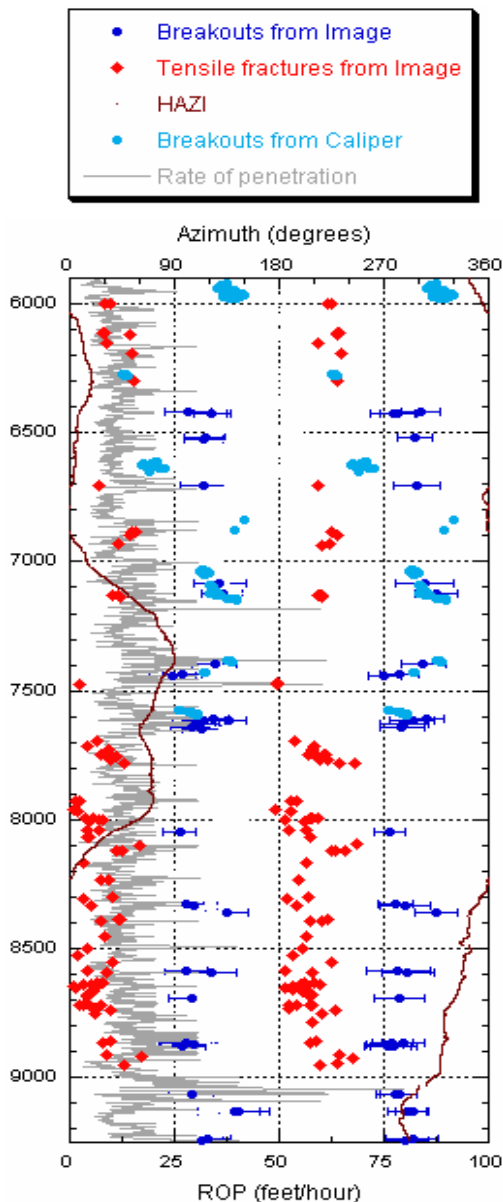 Breakouts from Image
Tensile fractures from Image
HAZI
Breakouts from Caliper
Rate of penetration
Azimuth (degrees)
0 90 180 270 360
6000
6500
7000
7500
8000
8500
9000
0 25 50 75 100
ROP (feet/hour)